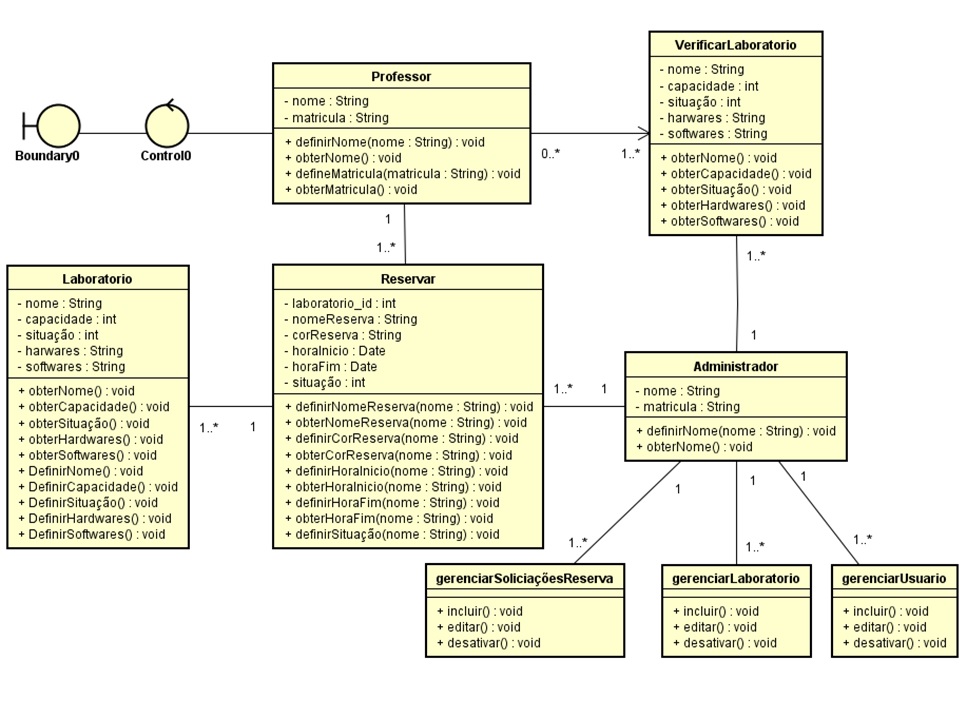 Boundary0
Control0
Professor
- nome : String
- matricula : String
+ definirNome(nome : String) : void
+ obterNome() : void
+ defineMatricula(matricula : String) : void
+ obterMatricula() : void
0..*
1..*
VerificarLaboratorio
- nome : String
- capacidade : int
- situação : int
- harwares : String
- softwares : String
+ obterNome() : void
+ obterCapacidade() : void
+ obterSituação() : void
+ obterHardwares() : void
+ obterSoftwares() : void
1
1..*
1..*
1
Laboratorio
- nome : String
- capacidade : int
- situação : int
- harwares : String
- softwares : String
+ obterNome() : void
+ obterCapacidade() : void
+ obterSituação() : void
+ obterHardwares() : void
+ obterSoftwares() : void
+ DefinirNome() : void
+ DefinirCapacidade() : void
+ DefinirSituação() : void
+ DefinirHardwares() : void
+ DefinirSoftwares() : void
1..*
1
Reservar
- laboratorio_id : int
- nomeReserva : String
- corReserva : String
- horaInicio : Date
- horaFim : Date
- situação : int
+ definirNomeReserva(nome : String) : void
+ obterNomeReserva(nome : String) : void
+ definirCorReserva(nome : String) : void
+ obterCorReserva(nome : String) : void
+ definirHoraInicio(nome : String) : void
+ obterHoraInicio(nome : String) : void
+ definirHoraFim(nome : String) : void
+ obterHoraFim(nome : String) : void
+ definirSituação(nome : String) : void
1..*
1
Administrador
- nome : String
- matricula : String
+ definirNome(nome : String) : void
+ obterNome() : void
1
1
1
1..*
1..*
1..*
gerenciarSoliciaçõesReserva
+ incluir() : void
+ editar() : void
+ desativar() : void
gerenciarLaboratorio
+ incluir() : void
+ editar() : void
+ desativar() : void
gerenciarUsuario
+ incluir() : void
+ editar() : void
+ desativar() : void